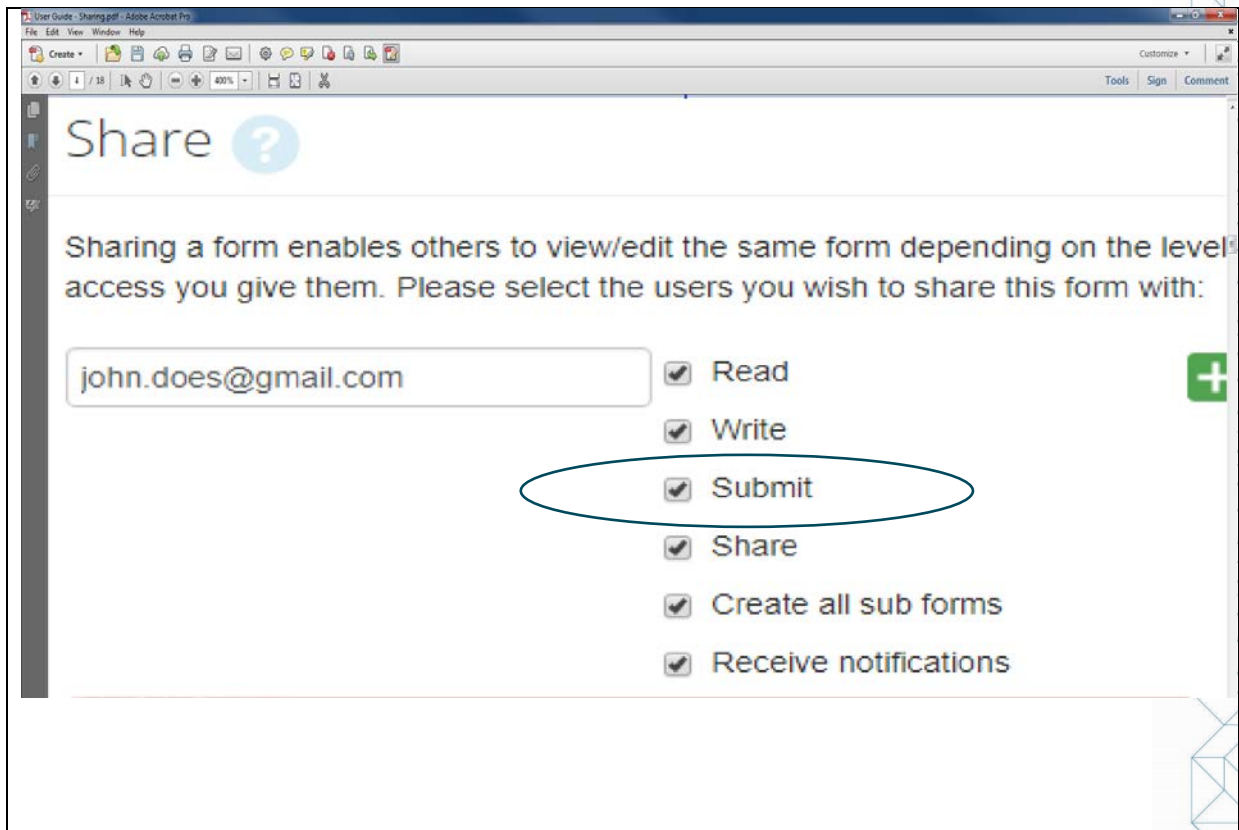 User Guide - Sharing.pdf - Adobe Acrobat Pro
File Edit View Window Help
Create Customize
4 / 18 400% Tools Sign Comment
Share ?
Sharing a form enables others to view/edit the same form depending on the level
access you give them. Please select the users you wish to share this form with:
john.does@gmail.com Read
Write
Submit
Share
Create all sub forms
Receive notifications